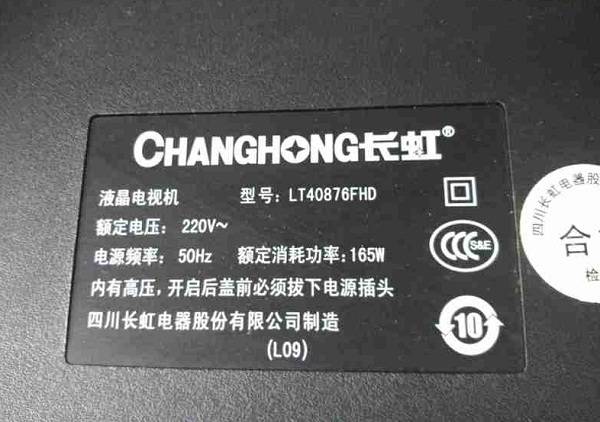 CHANGHONG长虹®
液晶电视机 型号: LT40876FHD
额定电压: 220V~
电源频率: 50Hz 额定消耗功率:165W
CCC S&E
内有高压,开启后盖前必须拔下电源插头
四川长虹电器股份有限公司制造
10
(L09)
四川长虹电器股
合
检